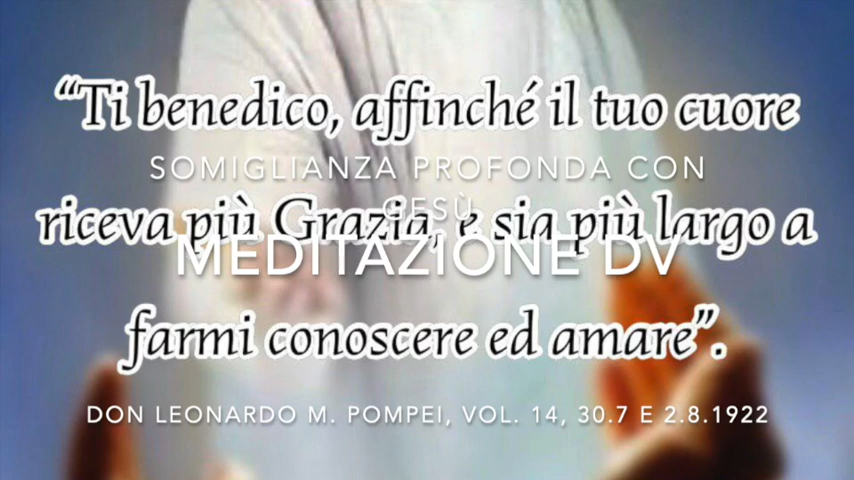 “Ti benedico, affinché il tuo cuore
SOMIGLIANZA PROFONDA CON
GESÙ
riceva più Grazia, e sia più largo a
MEDITAZIONE DV
farmi conoscere ed amare”.
DON LEONARDO M. POMPEI, VOL. 14, 30.7 E 2.8.1922